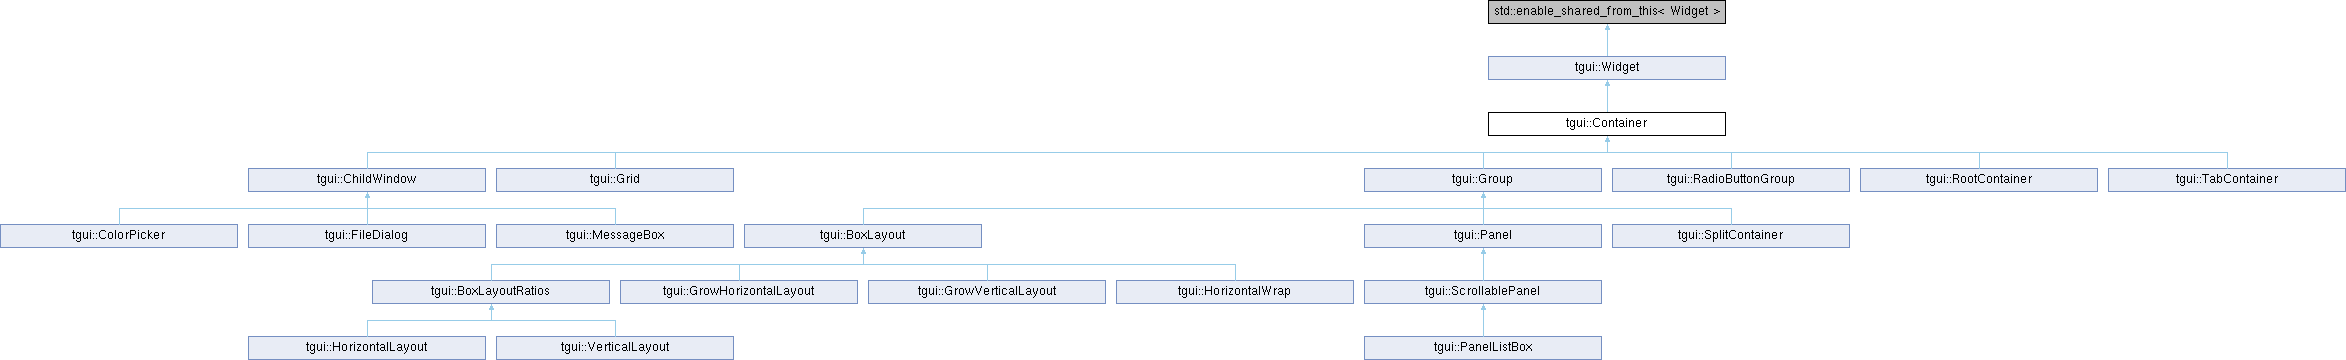 std::enable_shared_from_this< Widget >
tgui::Widget
tgui::Container
tgui::ChildWindow
tgui::Grid
tgui::Group
tgui::RadioButtonGroup
tgui::RootContainer
tgui::TabContainer
tgui::ColorPicker
tgui::FileDialog
tgui::MessageBox
tgui::BoxLayout
tgui::Panel
tgui::SplitContainer
tgui::BoxLayoutRatios
tgui::GrowHorizontalLayout
tgui::GrowVerticalLayout
tgui::HorizontalWrap
tgui::ScrollablePanel
tgui::HorizontalLayout
tgui::VerticalLayout
tgui::PanelListBox